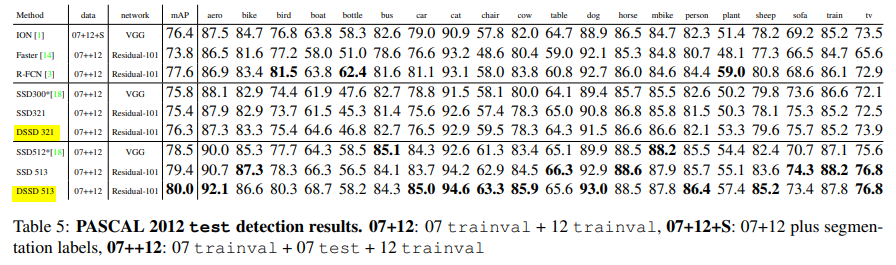 Method data network mAP aero bike bird boat bottle bus car cat chair cow table dog horse mbike person plant sheep sofa train tv
ION [1] 07+12+S VGG 76.4 87.5 84.7 76.8 63.8 58.3 82.6 79.0 90.9 57.8 82.0 64.7 88.9 86.5 84.7 82.3 51.4 78.2 69.2 85.2 73.5
Faster [14] 07++12 Residual-101 73.8 86.5 81.6 77.2 58.0 51.0 78.6 76.6 93.2 48.6 80.4 59.0 92.1 85.3 84.8 80.7 48.1 77.3 66.5 84.7 65.6
R-FCN [3] 07++12 Residual-101 77.6 86.9 83.4 81.5 63.8 62.4 81.6 81.1 93.1 58.0 83.8 60.8 92.7 86.0 84.6 84.4 59.0 80.8 68.6 86.1 72.9
SSD300*[18] 07++12 VGG 75.8 88.1 82.9 74.4 61.9 47.6 82.7 78.8 91.5 58.1 80.0 64.1 89.4 85.7 85.5 82.6 50.2 79.8 73.6 86.6 72.1
SSD321 07++12 Residual-101 75.4 87.9 82.9 73.7 61.5 45.3 81.4 75.6 92.6 57.4 78.3 65.0 90.8 86.8 85.8 81.5 50.3 78.1 75.3 85.2 72.5
DSSD 321 07++12 Residual-101 76.3 87.3 83.3 75.4 64.6 46.8 82.7 76.5 92.9 59.5 78.3 64.3 91.5 86.6 86.6 82.1 53.3 79.6 75.7 85.2 73.9
SSD512*[18] 07++12 VGG 78.5 90.0 85.3 77.7 64.3 58.5 85.1 84.3 92.6 61.3 83.4 65.1 89.9 88.5 88.2 85.5 54.4 82.4 70.7 87.1 75.6
SSD 513 07++12 Residual-101 79.4 90.7 87.3 78.3 66.3 56.5 84.1 83.7 94.2 62.9 84.5 66.3 92.9 88.6 87.9 85.7 55.1 83.6 74.3 88.2 76.8
DSSD 513 07++12 Residual-101 80.0 92.1 86.6 80.3 68.7 58.2 84.3 85.0 94.6 63.3 85.9 65.6 93.0 88.5 87.8 86.4 57.4 85.2 73.4 87.8 76.8
Table 5: PASCAL 2012 test detection results. 07+12: 07 trainval + 12 trainval, 07+12+S: 07+12 plus segmen-
tation labels, 07++12: 07 trainval + 07 test + 12 trainval